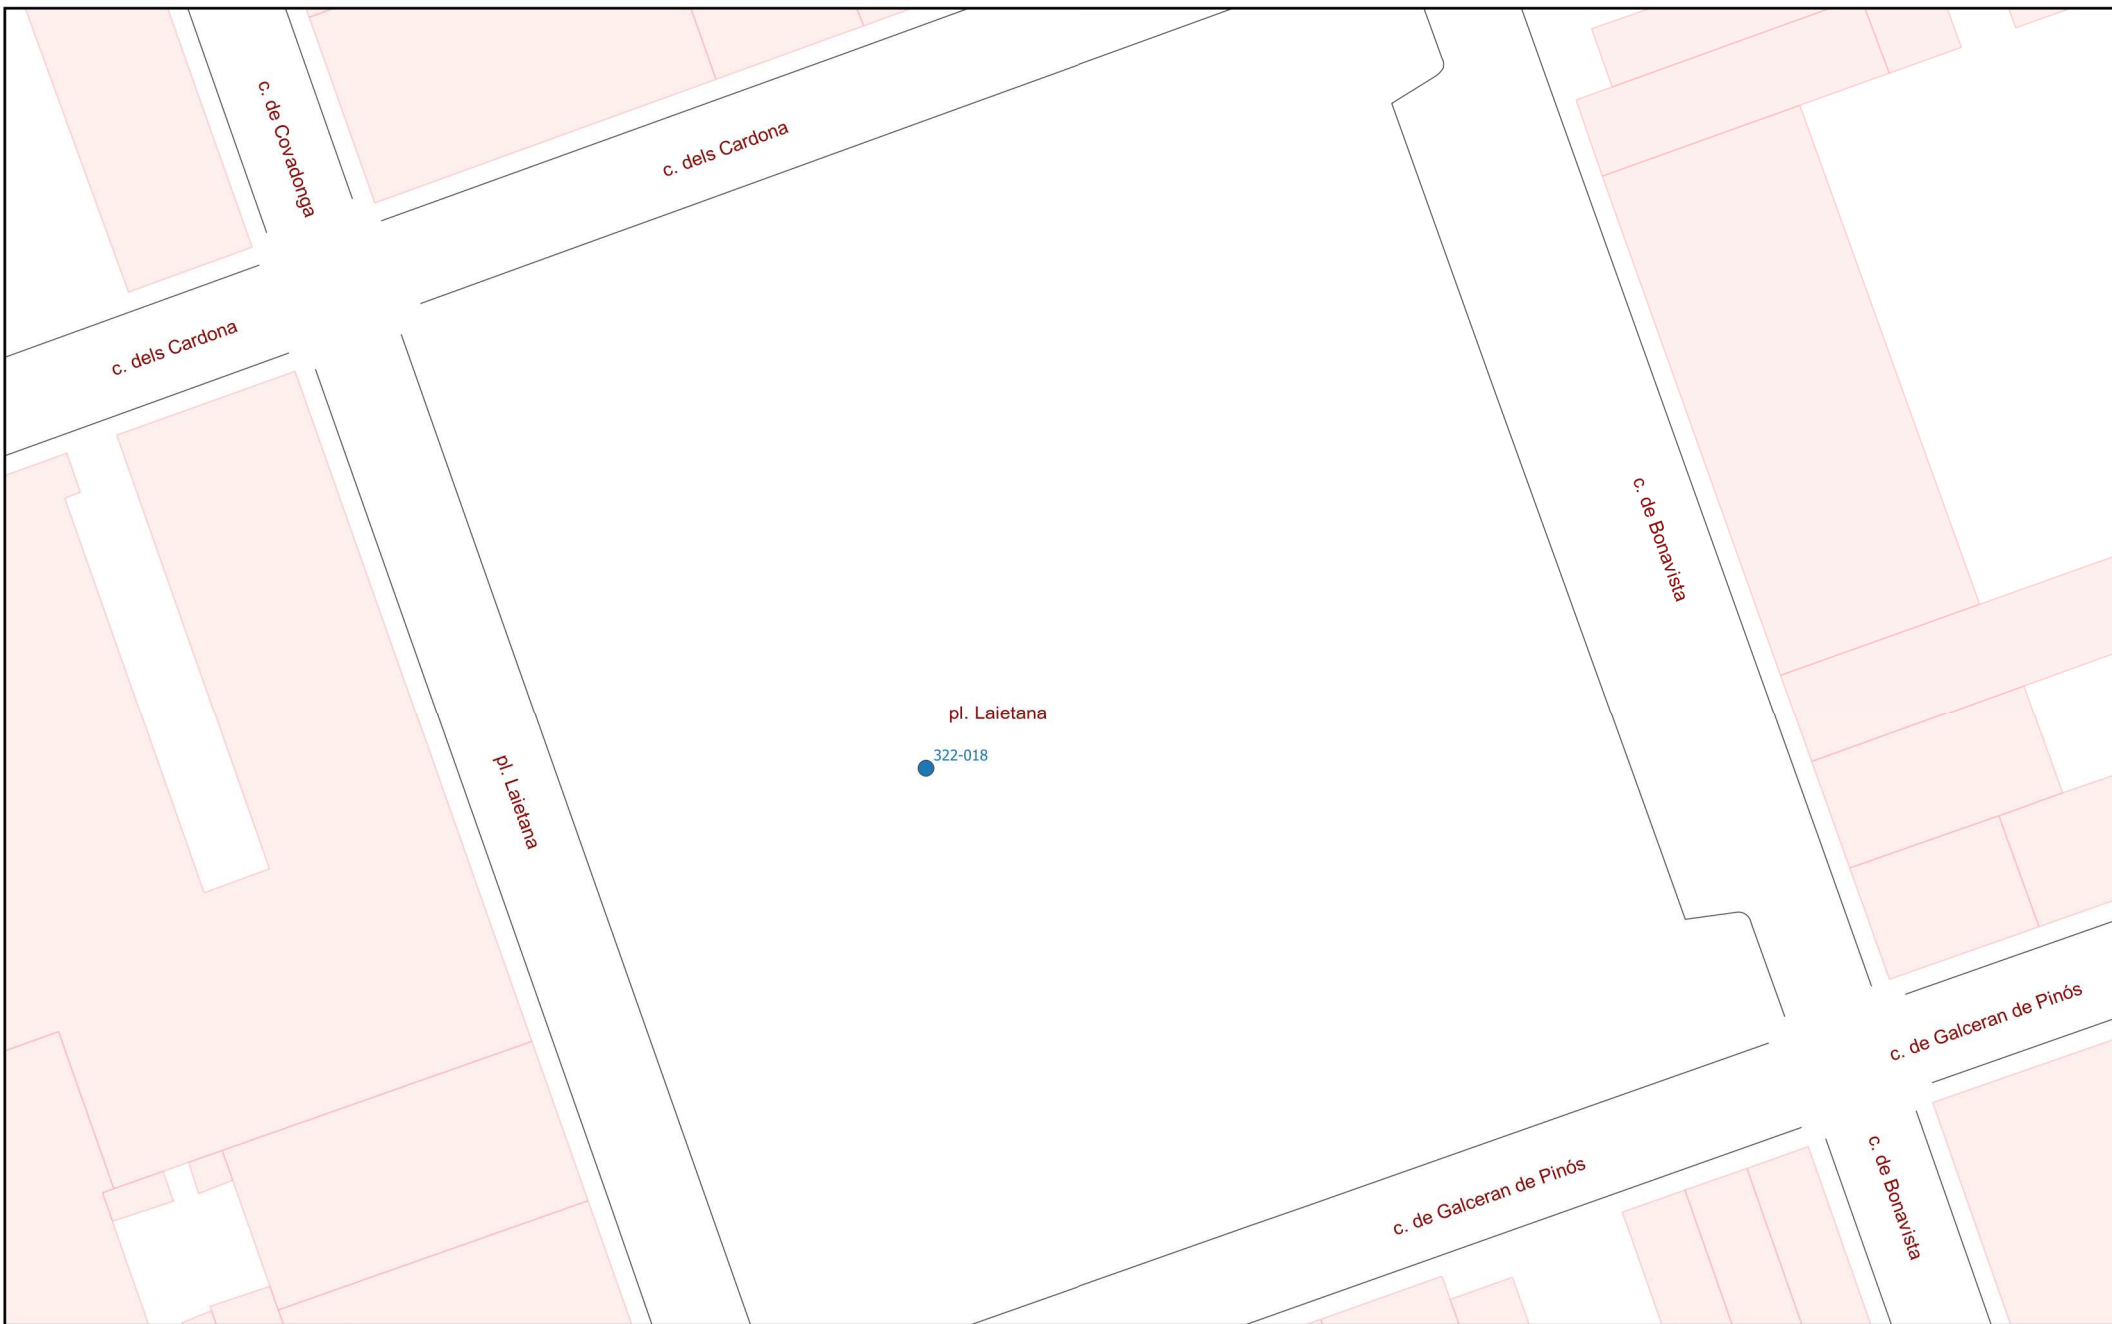 c. de Covadonga
c. dels Cardona
c. dels Cardona
c. de Bonavista
pl. Laietana
322-018
pl. Laietana
c. de Galceran de Pinós
c. de Galceran de Pinós
c. de Bonavista